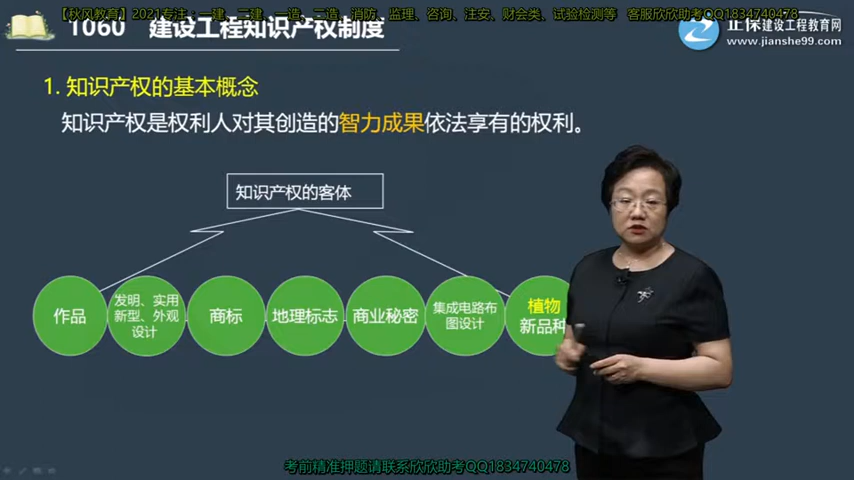 【秋风教育】2021专注：一建、二建、一造、二造、消防、监理、咨询、注安、财会类、试验检测等 客服欣欣助考QQ1834740478
1060 建设工程知识产权制度
正保建设工程教育网
www.jianshe99.com
1. 知识产权的基本概念
知识产权是权利人对其创造的智力成果依法享有的权利。
知识产权的客体
作品
发明、实用
新型、外观
设计
商标
地理标志
商业秘密
集成电路布
图设计
植物
新品种
考前精准押题请联系欣欣助考QQ1834740478